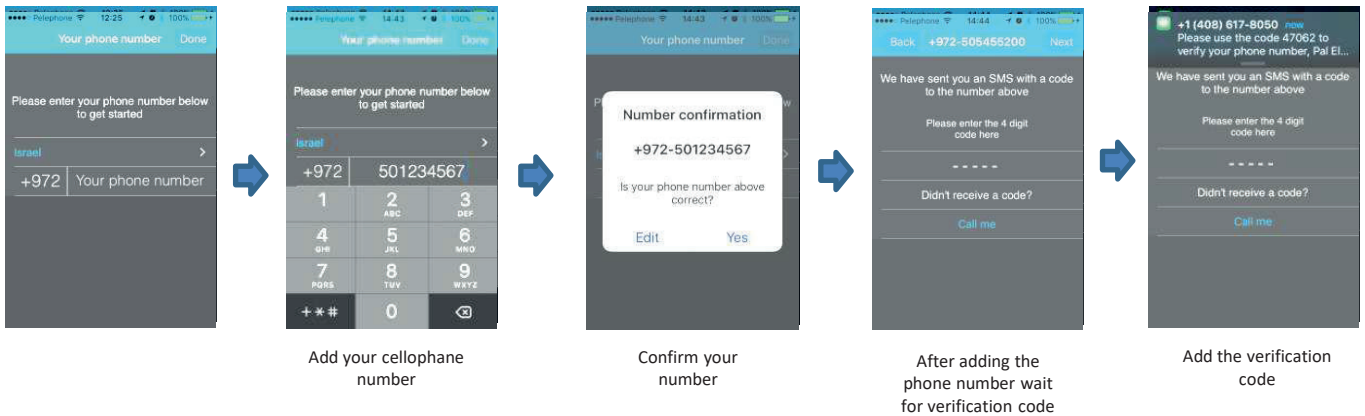 Pelephone 12:25 100%
Your phone number Done
Please enter your phone number below
to get started
Israel
+972 Your phone number
Pelephone 14:43 100%
Your phone number Done
Please enter your phone number below
to get started
Israel
+972 501234567
1 2 3
ABC DEF
4 5 6
GHI JKL MNO
7 8 9
PQRS TUV WXYZ
+*# 0
Add your cellophane
number
Pelephone 14:43 100%
Your phone number Done
Number confirmation
+972-501234567
Is your phone number above
correct?
Edit Yes
Confirm your
number
Pelephone 14:44 100%
Back +972-505455200 Next
We have sent you an SMS with a code
to the number above
Please enter the 4 digit
code here
-----
Didn't receive a code?
Call me
After adding the
phone number wait
for verification code
+1 (408) 617-8050 now
Please use the code 47062 to
verify your phone number, Pal El...
We have sent you an SMS with a code
to the number above
Please enter the 4 digit
code here
-----
Didn't receive a code?
Call me
Add the verification
code